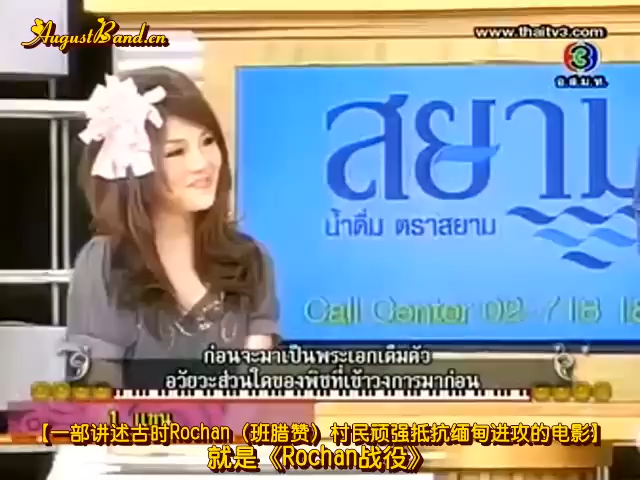 AugustBand.cn
www.thaitv3.com
3
อ.ส.ม.ท.
สยาม
น้ำดื่ม ตราสยาม
Call Center 02-718
ก่อนจะมาเป็นพระเอกเต็มตัว
อวัยวะส่วนใดของพิชที่เข้าวงการมาก่อน
1. แขน
【一部讲述古时Rochan（班腊赞）村民顽强抵抗缅甸进攻的电影】
就是《Rochan战役》